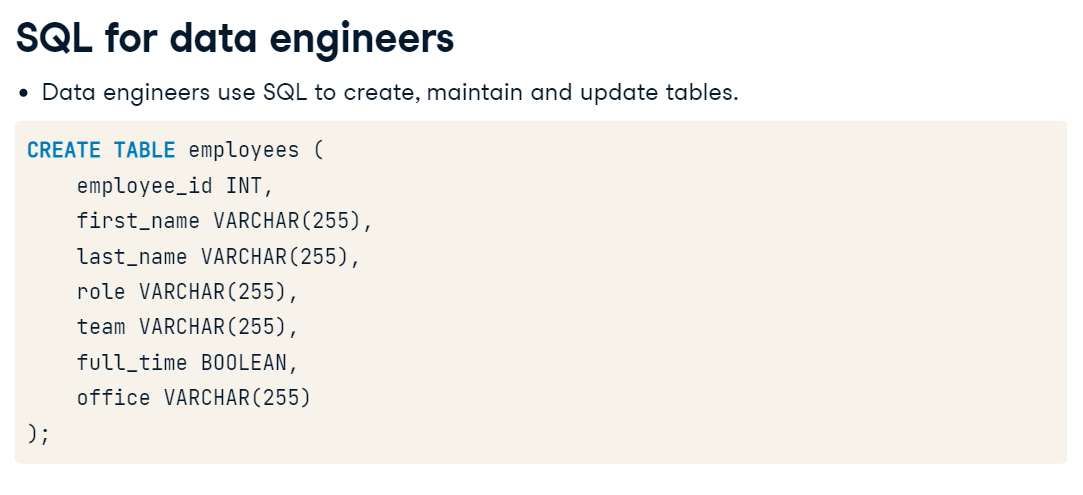 SQL for data engineers
• Data engineers use SQL to create, maintain and update tables.
CREATE TABLE employees (
    employee_id INT,
    first_name VARCHAR(255),
    last_name VARCHAR(255),
    role VARCHAR(255),
    team VARCHAR(255),
    full_time BOOLEAN,
    office VARCHAR(255)
);